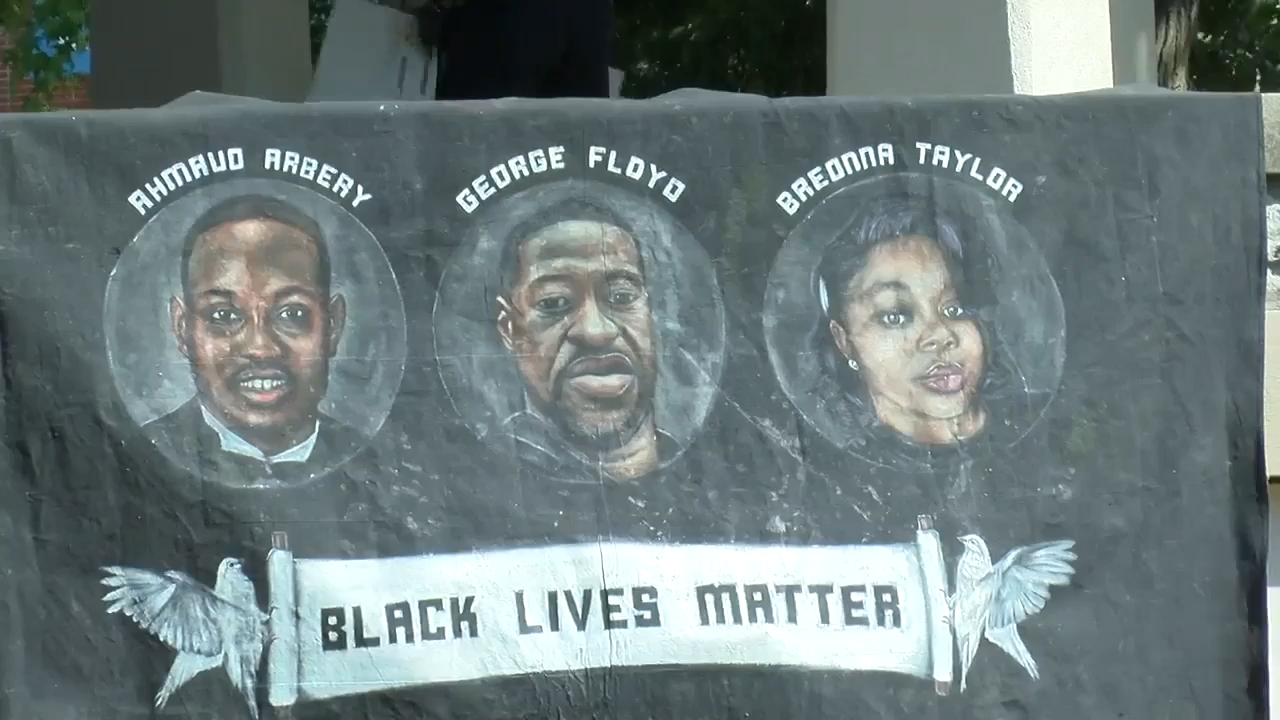 AHMAUD ARBERY
GEORGE FLOYD
BREONNA TAYLOR
BLACK LIVES MATTER